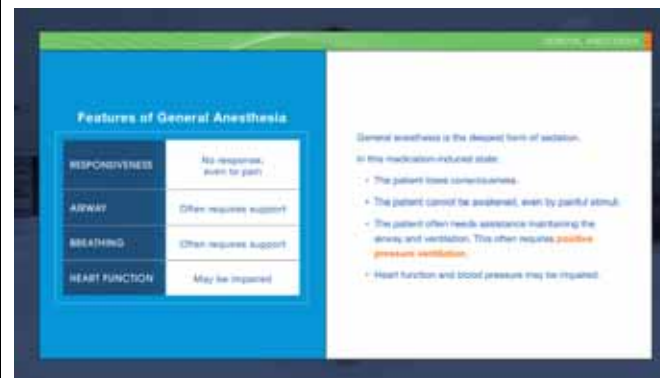 GENERAL ANESTHESIA
Features of General Anesthesia
RESPONSIVENESS
No response,
even to pain
AIRWAY
Often requires support
BREATHING
Often requires support
HEART FUNCTION
May be impaired
General anesthesia is the deepest form of sedation.
In this medication-induced state:
• The patient loses consciousness.
• The patient cannot be awakened, even by painful stimuli.
• The patient often needs assistance maintaining the
airway and ventilation. This often requires positive
pressure ventilation.
• Heart function and blood pressure may be impaired.